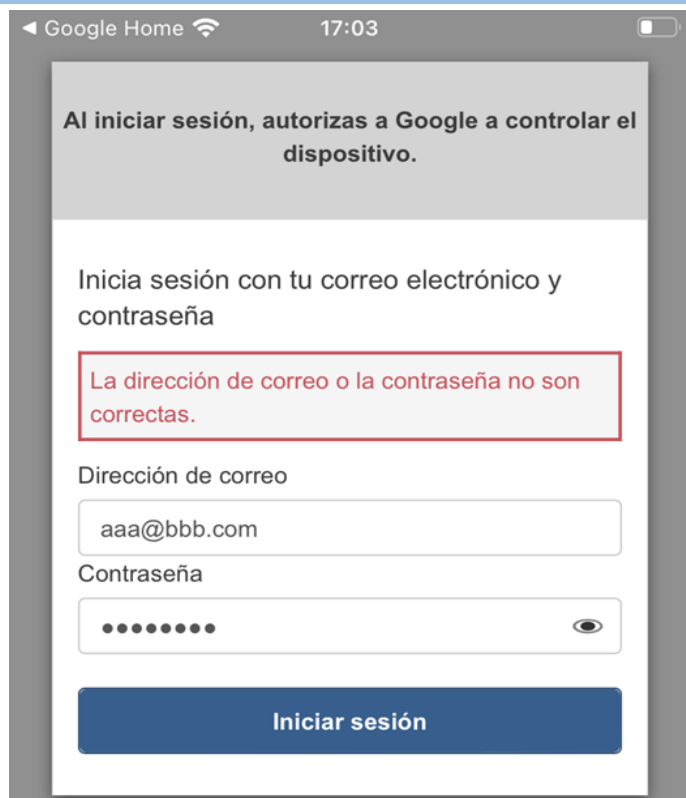 ◀ Google Home 17:03
Al iniciar sesión, autorizas a Google a controlar el
dispositivo.
Inicia sesión con tu correo electrónico y
contraseña
La dirección de correo o la contraseña no son
correctas.
Dirección de correo
aaa@bbb.com
Contraseña
••••••••
Iniciar sesión